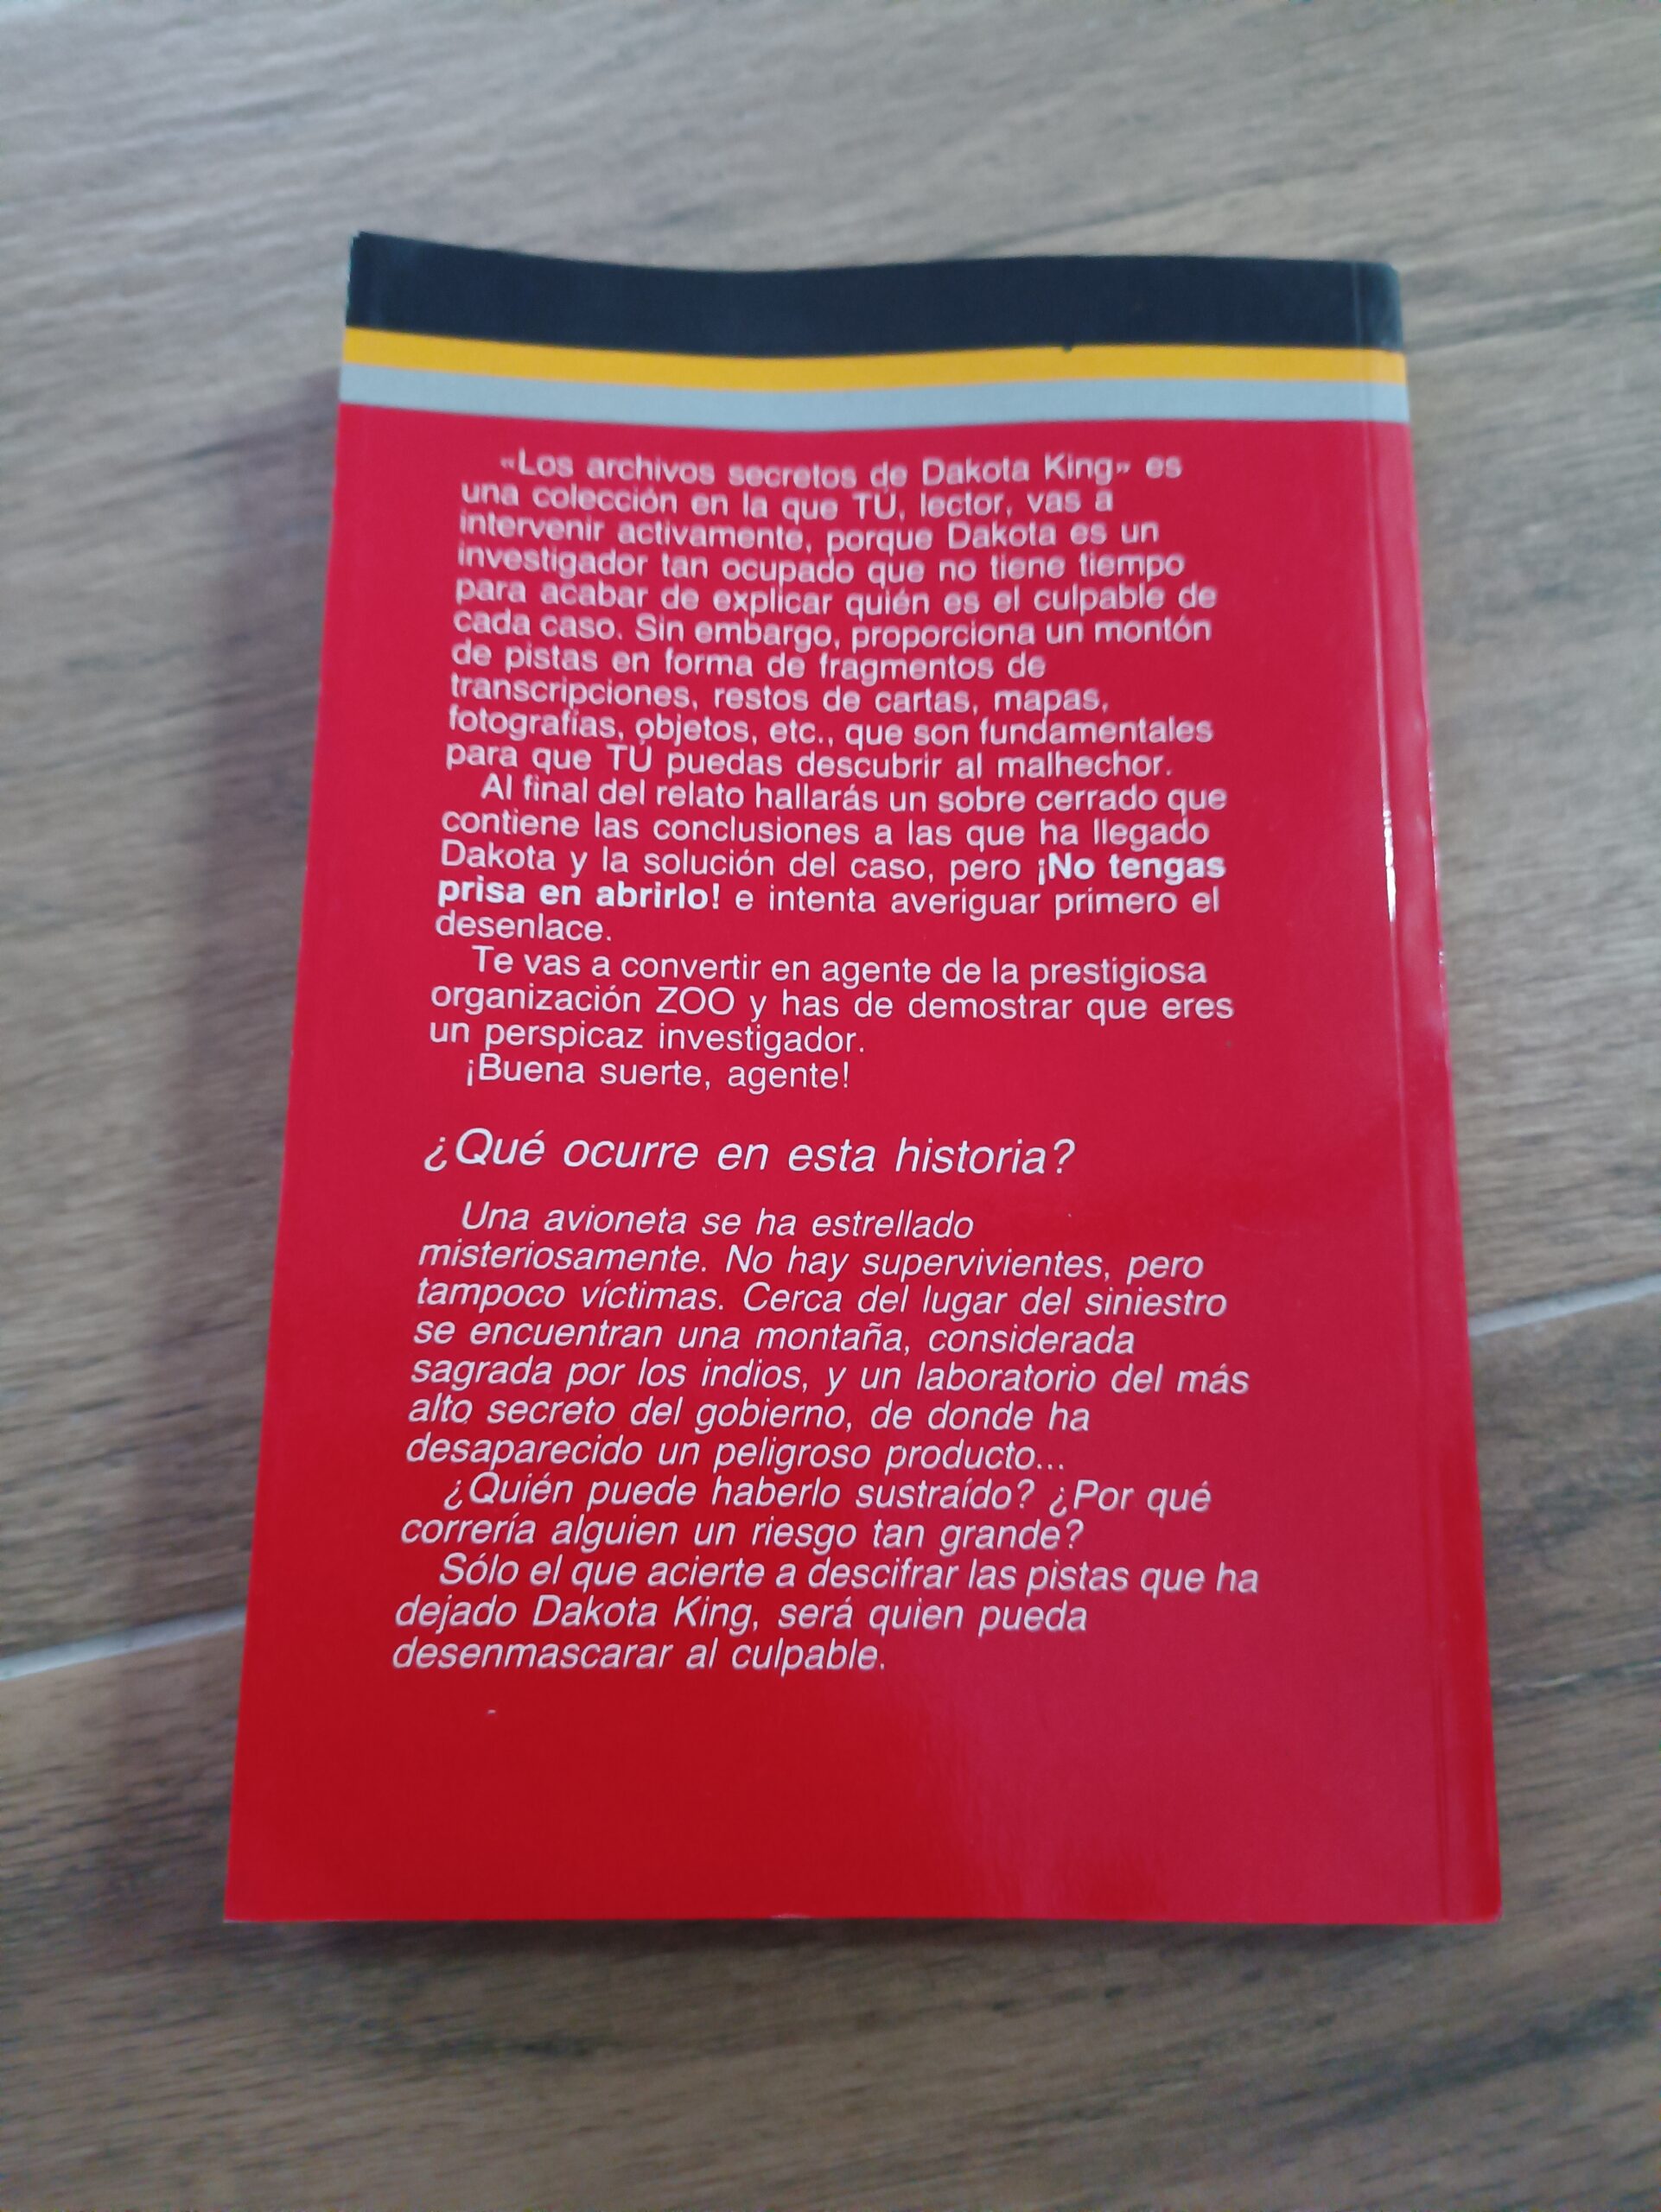 «Los archivos secretos de Dakota King» es
una colección en la que TÚ, lector, vas a
intervenir activamente, porque Dakota es un
investigador tan ocupado que no tiene tiempo
para acabar de explicar quién es el culpable de
cada caso. Sin embargo, proporciona un montón
de pistas en forma de fragmentos de
transcripciones, restos de cartas, mapas,
fotografías, objetos, etc., que son fundamentales
para que TÚ puedas descubrir al malhechor.
Al final del relato hallarás un sobre cerrado que
contiene las conclusiones a las que ha llegado
Dakota y la solución del caso, pero ¡No tengas
prisa en abrirlo! e intenta averiguar primero el
desenlace.
Te vas a convertir en agente de la prestigiosa
organización ZOO y has de demostrar que eres
un perspicaz investigador.
¡Buena suerte, agente!
¿Qué ocurre en esta historia?
Una avioneta se ha estrellado
misteriosamente. No hay supervivientes, pero
tampoco víctimas. Cerca del lugar del siniestro
se encuentran una montaña, considerada
sagrada por los indios, y un laboratorio del más
alto secreto del gobierno, de donde ha
desaparecido un peligroso producto...
¿Quién puede haberlo sustraído? ¿Por qué
correría alguien un riesgo tan grande?
Sólo el que acierte a descifrar las pistas que ha
dejado Dakota King, será quien pueda
desenmascarar al culpable.